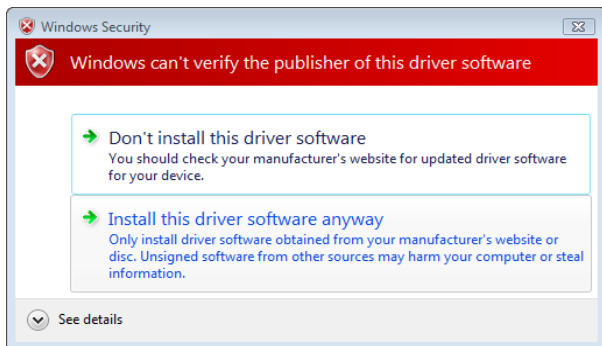 Windows Security
Windows can't verify the publisher of this driver software
Don't install this driver software
You should check your manufacturer's website for updated driver software
for your device.
Install this driver software anyway
Only install driver software obtained from your manufacturer's website or
disc. Unsigned software from other sources may harm your computer or steal
information.
See details